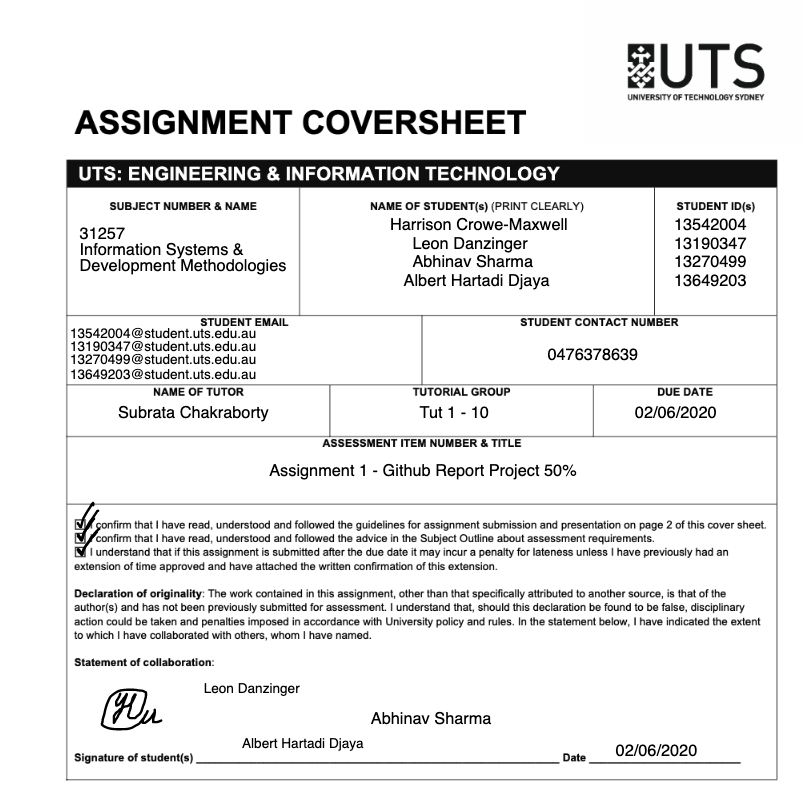 UTS
UNIVERSITY OF TECHNOLOGY SYDNEY
ASSIGNMENT COVERSHEET
UTS: ENGINEERING & INFORMATION TECHNOLOGY
SUBJECT NUMBER & NAME
31257
Information Systems &
Development Methodologies
NAME OF STUDENT(s) (PRINT CLEARLY)
Harrison Crowe-Maxwell
Leon Danzinger
Abhinav Sharma
Albert Hartadi Djaya
STUDENT ID(s)
13542004
13190347
13270499
13649203
STUDENT EMAIL
13542004@student.uts.edu.au
13190347@student.uts.edu.au
13270499@student.uts.edu.au
13649203@student.uts.edu.au
STUDENT CONTACT NUMBER
0476378639
NAME OF TUTOR
Subrata Chakraborty
TUTORIAL GROUP
Tut 1 - 10
DUE DATE
02/06/2020
ASSESSMENT ITEM NUMBER & TITLE
Assignment 1 - Github Report Project 50%
I confirm that I have read, understood and followed the guidelines for assignment submission and presentation on page 2 of this cover sheet.
I confirm that I have read, understood and followed the advice in the Subject Outline about assessment requirements.
I understand that if this assignment is submitted after the due date it may incur a penalty for lateness unless I have previously had an
extension of time approved and have attached the written confirmation of this extension.
Declaration of originality: The work contained in this assignment, other than that specifically attributed to another source, is that of the
author(s) and has not been previously submitted for assessment. I understand that, should this declaration be found to be false, disciplinary
action could be taken and penalties imposed in accordance with University policy and rules. In the statement below, I have indicated the extent
to which I have collaborated with others, whom I have named.
Statement of collaboration:
Leon Danzinger
Abhinav Sharma
Albert Hartadi Djaya
Signature of student(s) Date 02/06/2020